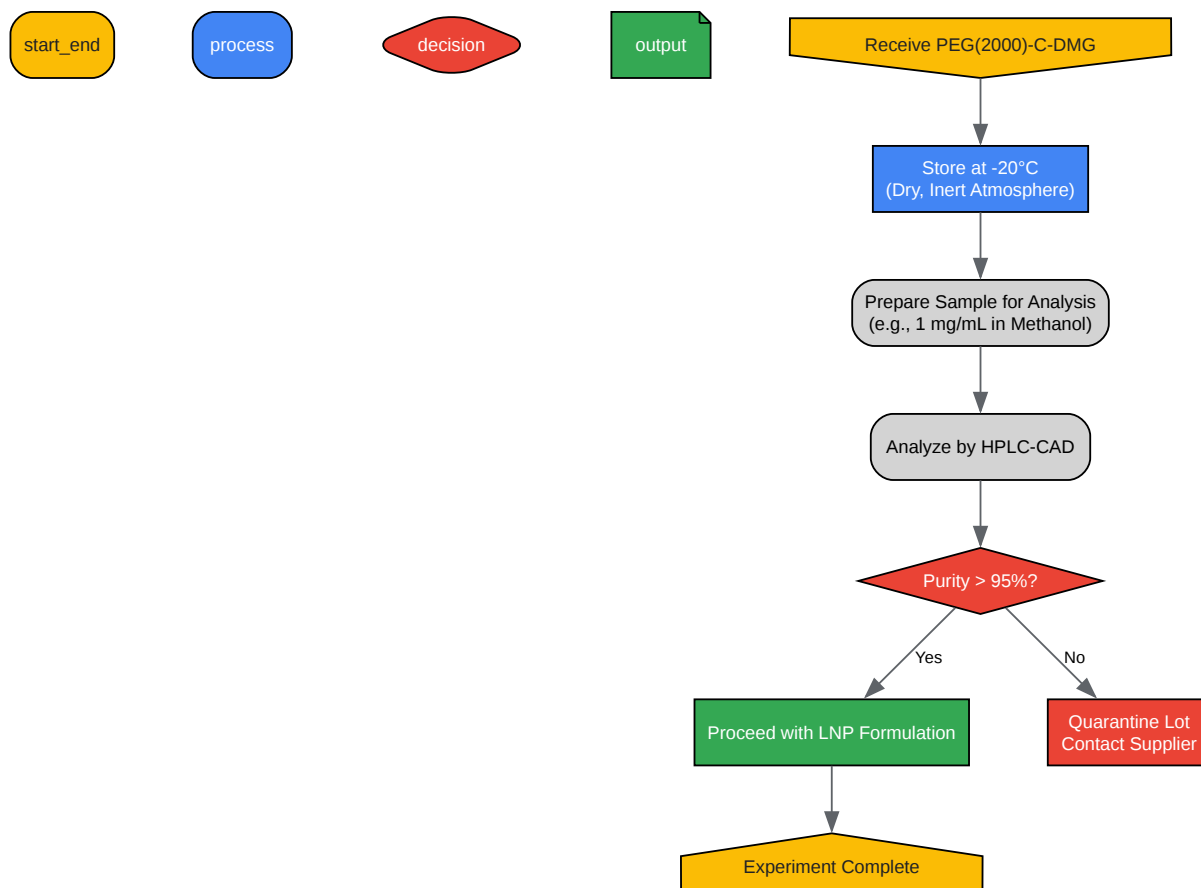 start_end
process
decision
output
Receive PEG(2000)-C-DMG
Store at -20°C
(Dry, Inert Atmosphere)
Prepare Sample for Analysis
(e.g., 1 mg/mL in Methanol)
Analyze by HPLC-CAD
Purity > 95%?
Yes
No
Proceed with LNP Formulation
Quarantine Lot
Contact Supplier
Experiment Complete